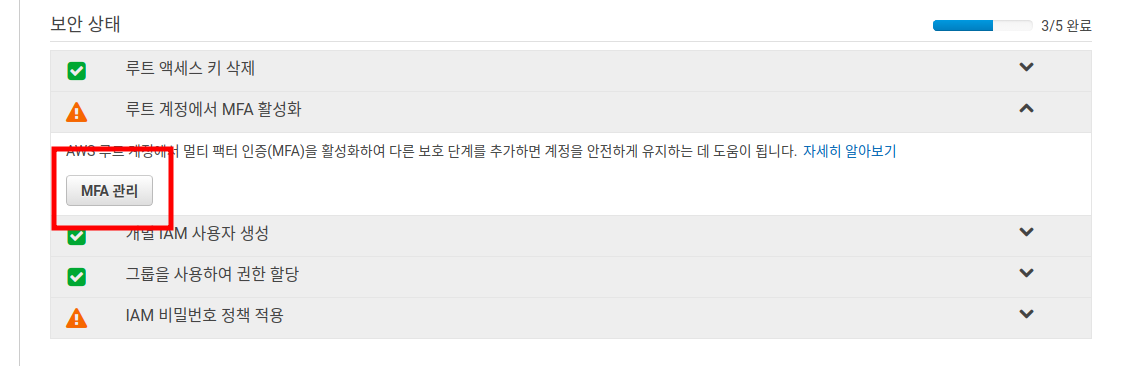 보안 상태
3/5 완료
루트 액세스 키 삭제
루트 계정에서 MFA 활성화
AWS 루트 계정에서 멀티 팩터 인증(MFA)을 활성화하여 다른 보호 단계를 추가하면 계정을 안전하게 유지하는 데 도움이 됩니다. 자세히 알아보기
MFA 관리
개별 IAM 사용자 생성
그룹을 사용하여 권한 할당
IAM 비밀번호 정책 적용